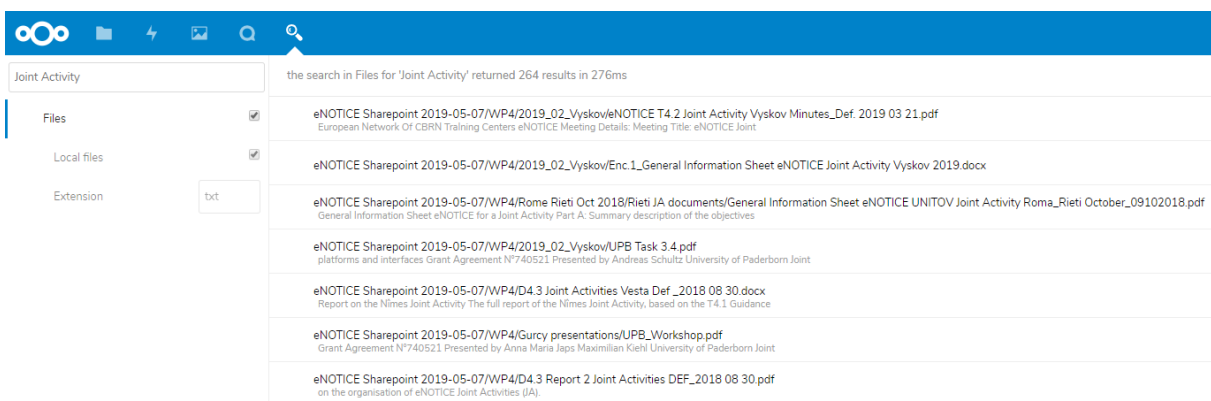 Joint Activity
Files
Local files
Extension
txt
the search in Files for 'Joint Activity' returned 264 results in 276ms
eNOTICE Sharepoint 2019-05-07/WP4/2019_02_Vyskov/eNOTICE T4.2 Joint Activity Vyskov Minutes_Def. 2019 03 21.pdf
European Network Of CBRN Training Centers eNOTICE Meeting Details: Meeting Title: eNOTICE Joint
eNOTICE Sharepoint 2019-05-07/WP4/2019_02_Vyskov/Enc.1_General Information Sheet eNOTICE Joint Activity Vyskov 2019.docx
eNOTICE Sharepoint 2019-05-07/WP4/Rome Rieti Oct 2018/Rieti JA documents/General Information Sheet eNOTICE UNITOV Joint Activity Roma_Rieti October_09102018.pdf
General Information Sheet eNOTICE for a Joint Activity Part A: Summary description of the objectives
eNOTICE Sharepoint 2019-05-07/WP4/2019_02_Vyskov/UPB Task 3.4.pdf
platforms and interfaces Grant Agreement N°740521 Presented by Andreas Schultz University of Paderborn Joint
eNOTICE Sharepoint 2019-05-07/WP4/D4.3 Joint Activities Vesta Def _2018 08 30.docx
Report on the Nîmes Joint Activity The full report of the Nîmes Joint Activity, based on the T4.1 Guidance
eNOTICE Sharepoint 2019-05-07/WP4/Gurcy presentations/UPB_Workshop.pdf
Grant Agreement N°740521 Presented by Anna Maria Japs Maximilian Kiehl University of Paderborn Joint
eNOTICE Sharepoint 2019-05-07/WP4/D4.3 Report 2 Joint Activities DEF_2018 08 30.pdf
on the organisation of eNOTICE Joint Activities (JA).